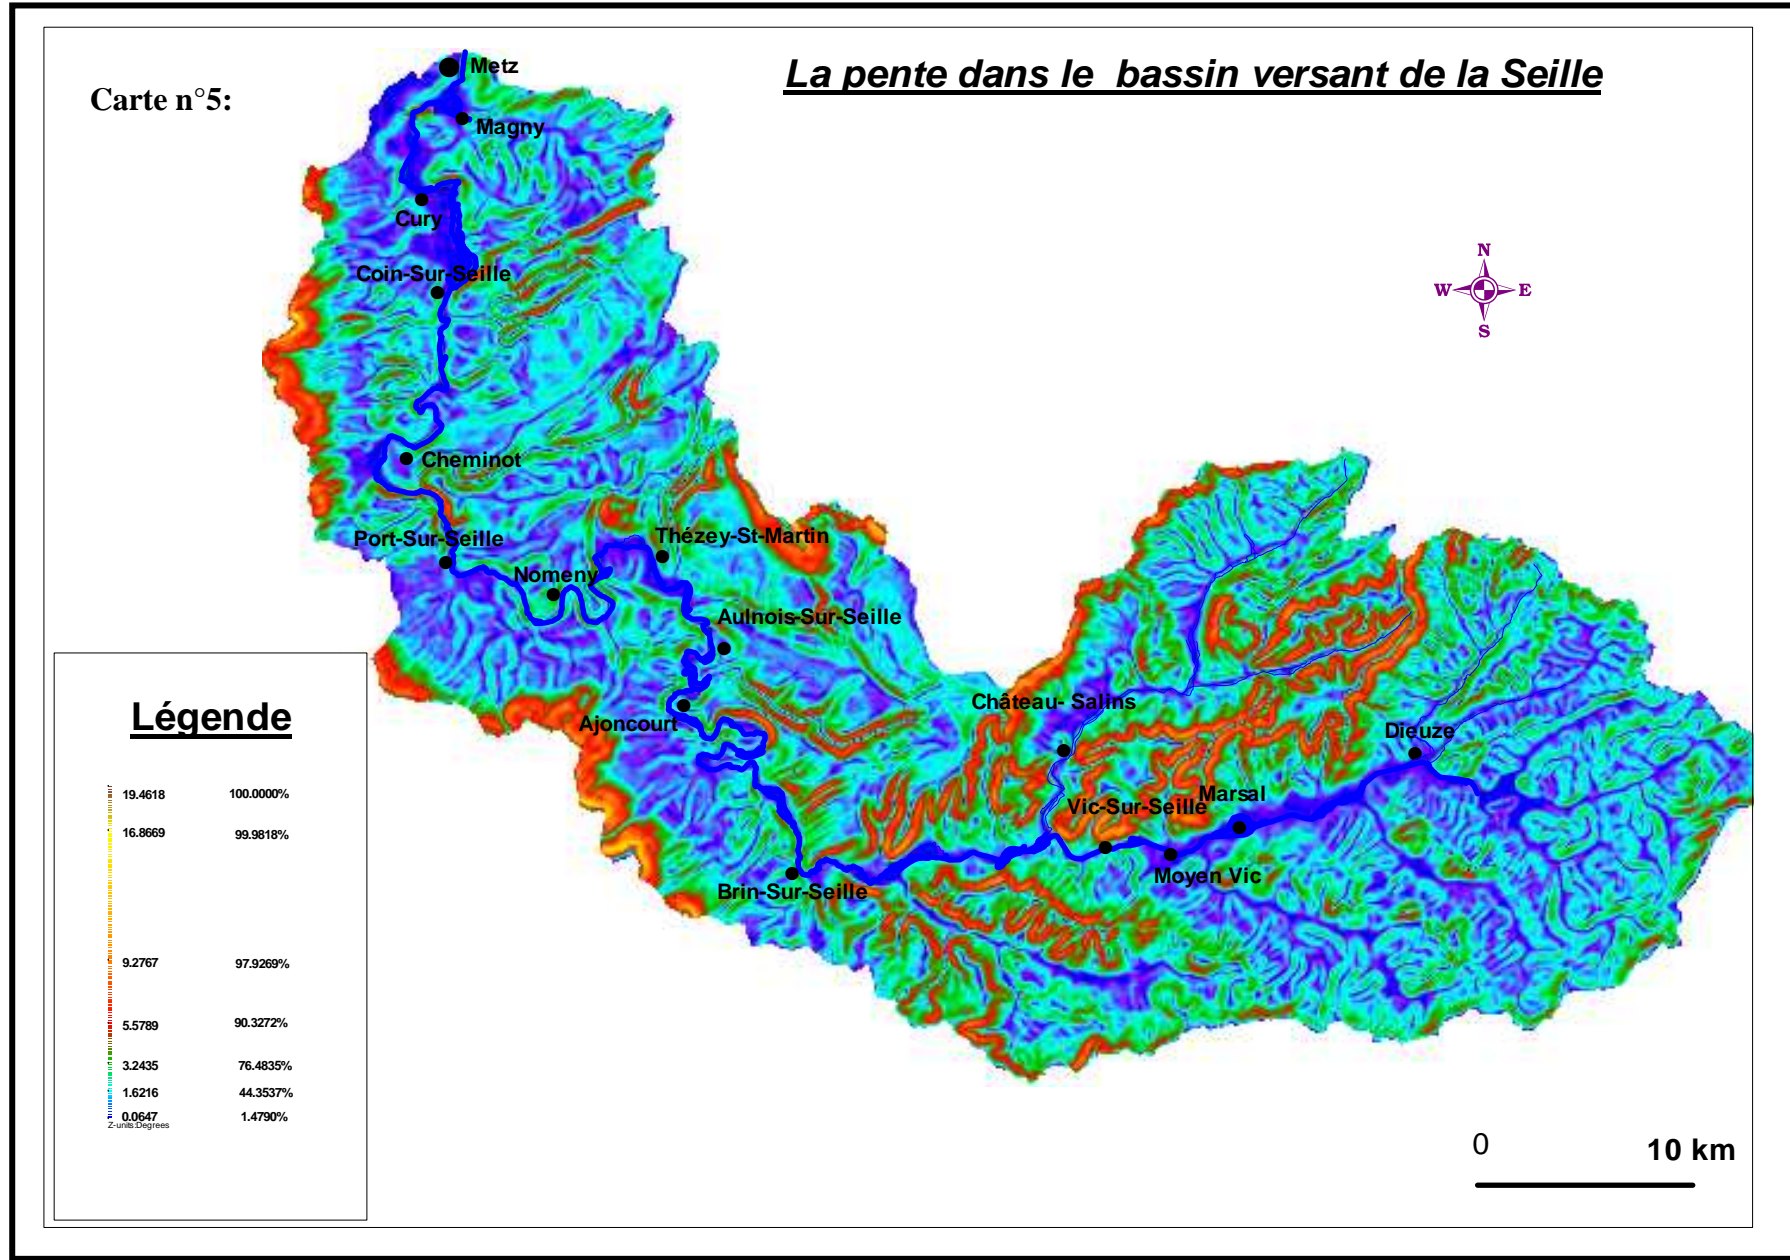 La pente dans le bassin versant de la Seille
Carte n°5:
Metz
Magny
Cury
Coin-Sur-Seille
N
W E
S
Cheminot
Port-Sur-Seille
Thézey-St-Martin
Nomeny
Aulnois-Sur-Seille
Château- Salins
Ajoncourt
Dieuze
Vic-Sur-Seille
Marsal
Moyen Vic
Brin-Sur-Seille
Légende
19.4618 100.0000%
16.8669 99.9818%
9.2767 97.9269%
5.5789 90.3272%
3.2435 76.4835%
1.6216 44.3537%
0.0647 1.4790%
Z-units:Degrees
0 10 km